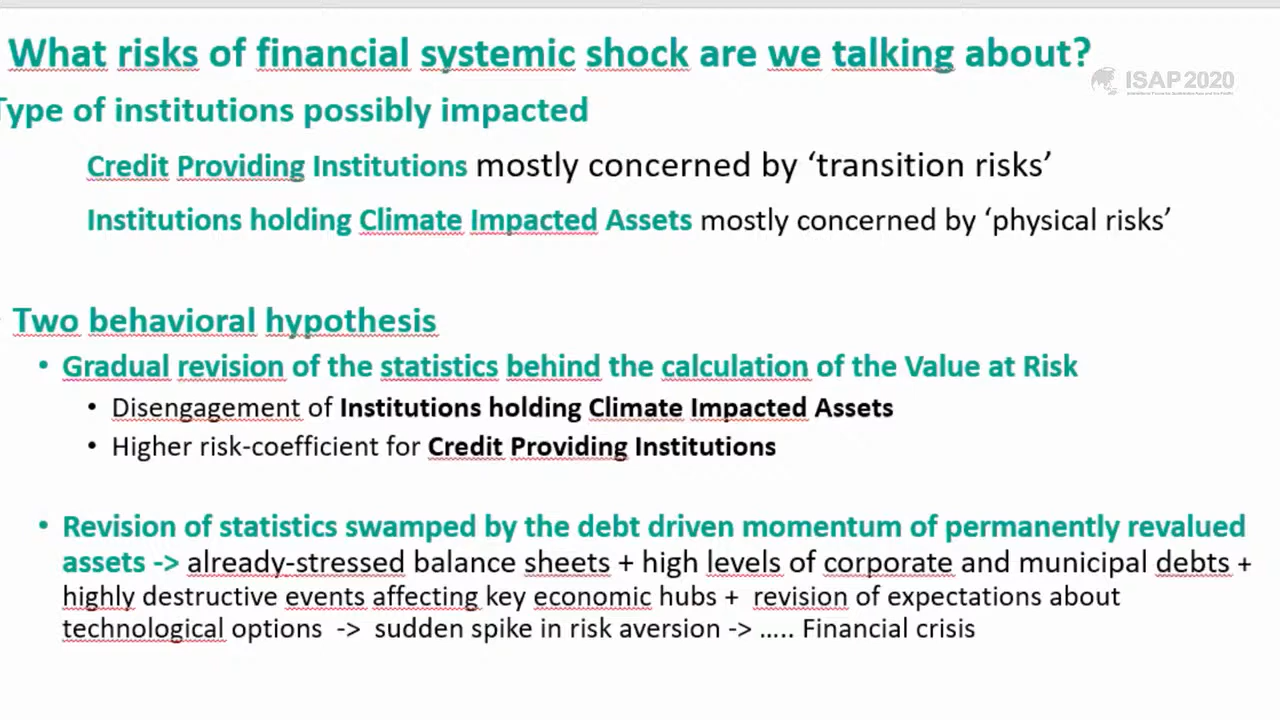 What risks of financial systemic shock are we talking about?
ISAP 2020
Type of institutions possibly impacted
Credit Providing Institutions mostly concerned by ‘transition risks’
Institutions holding Climate Impacted Assets mostly concerned by ‘physical risks’
Two behavioral hypothesis
• Gradual revision of the statistics behind the calculation of the Value at Risk
• Disengagement of Institutions holding Climate Impacted Assets
• Higher risk-coefficient for Credit Providing Institutions
• Revision of statistics swamped by the debt driven momentum of permanently revalued
assets -> already-stressed balance sheets + high levels of corporate and municipal debts +
highly destructive events affecting key economic hubs + revision of expectations about
technological options -> sudden spike in risk aversion -> ..... Financial crisis